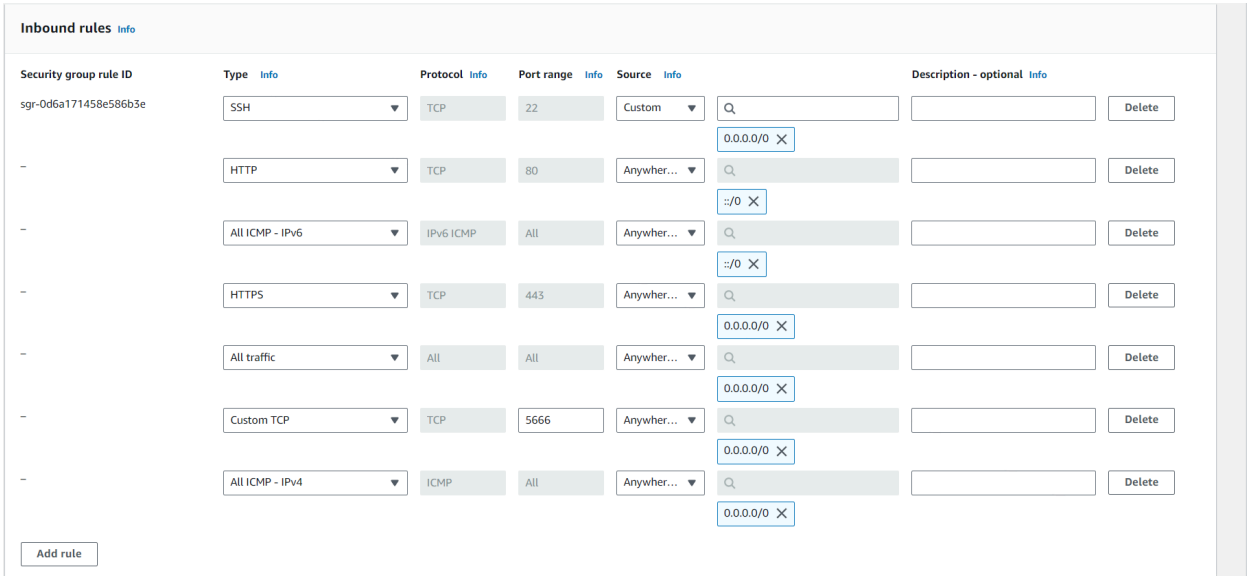 Inbound rules Info
Security group rule ID Type Info Protocol Info Port range Info Source Info Description - optional Info
sgr-0d6a171458e586b3e SSH TCP 22 Custom Delete
0.0.0.0/0
– HTTP TCP 80 Anywher... Delete
::/0
– All ICMP - IPv6 IPv6 ICMP All Anywher... Delete
::/0
– HTTPS TCP 443 Anywher... Delete
0.0.0.0/0
– All traffic All All Anywher... Delete
0.0.0.0/0
– Custom TCP TCP 5666 Anywher... Delete
0.0.0.0/0
– All ICMP - IPv4 ICMP All Anywher... Delete
0.0.0.0/0
Add rule